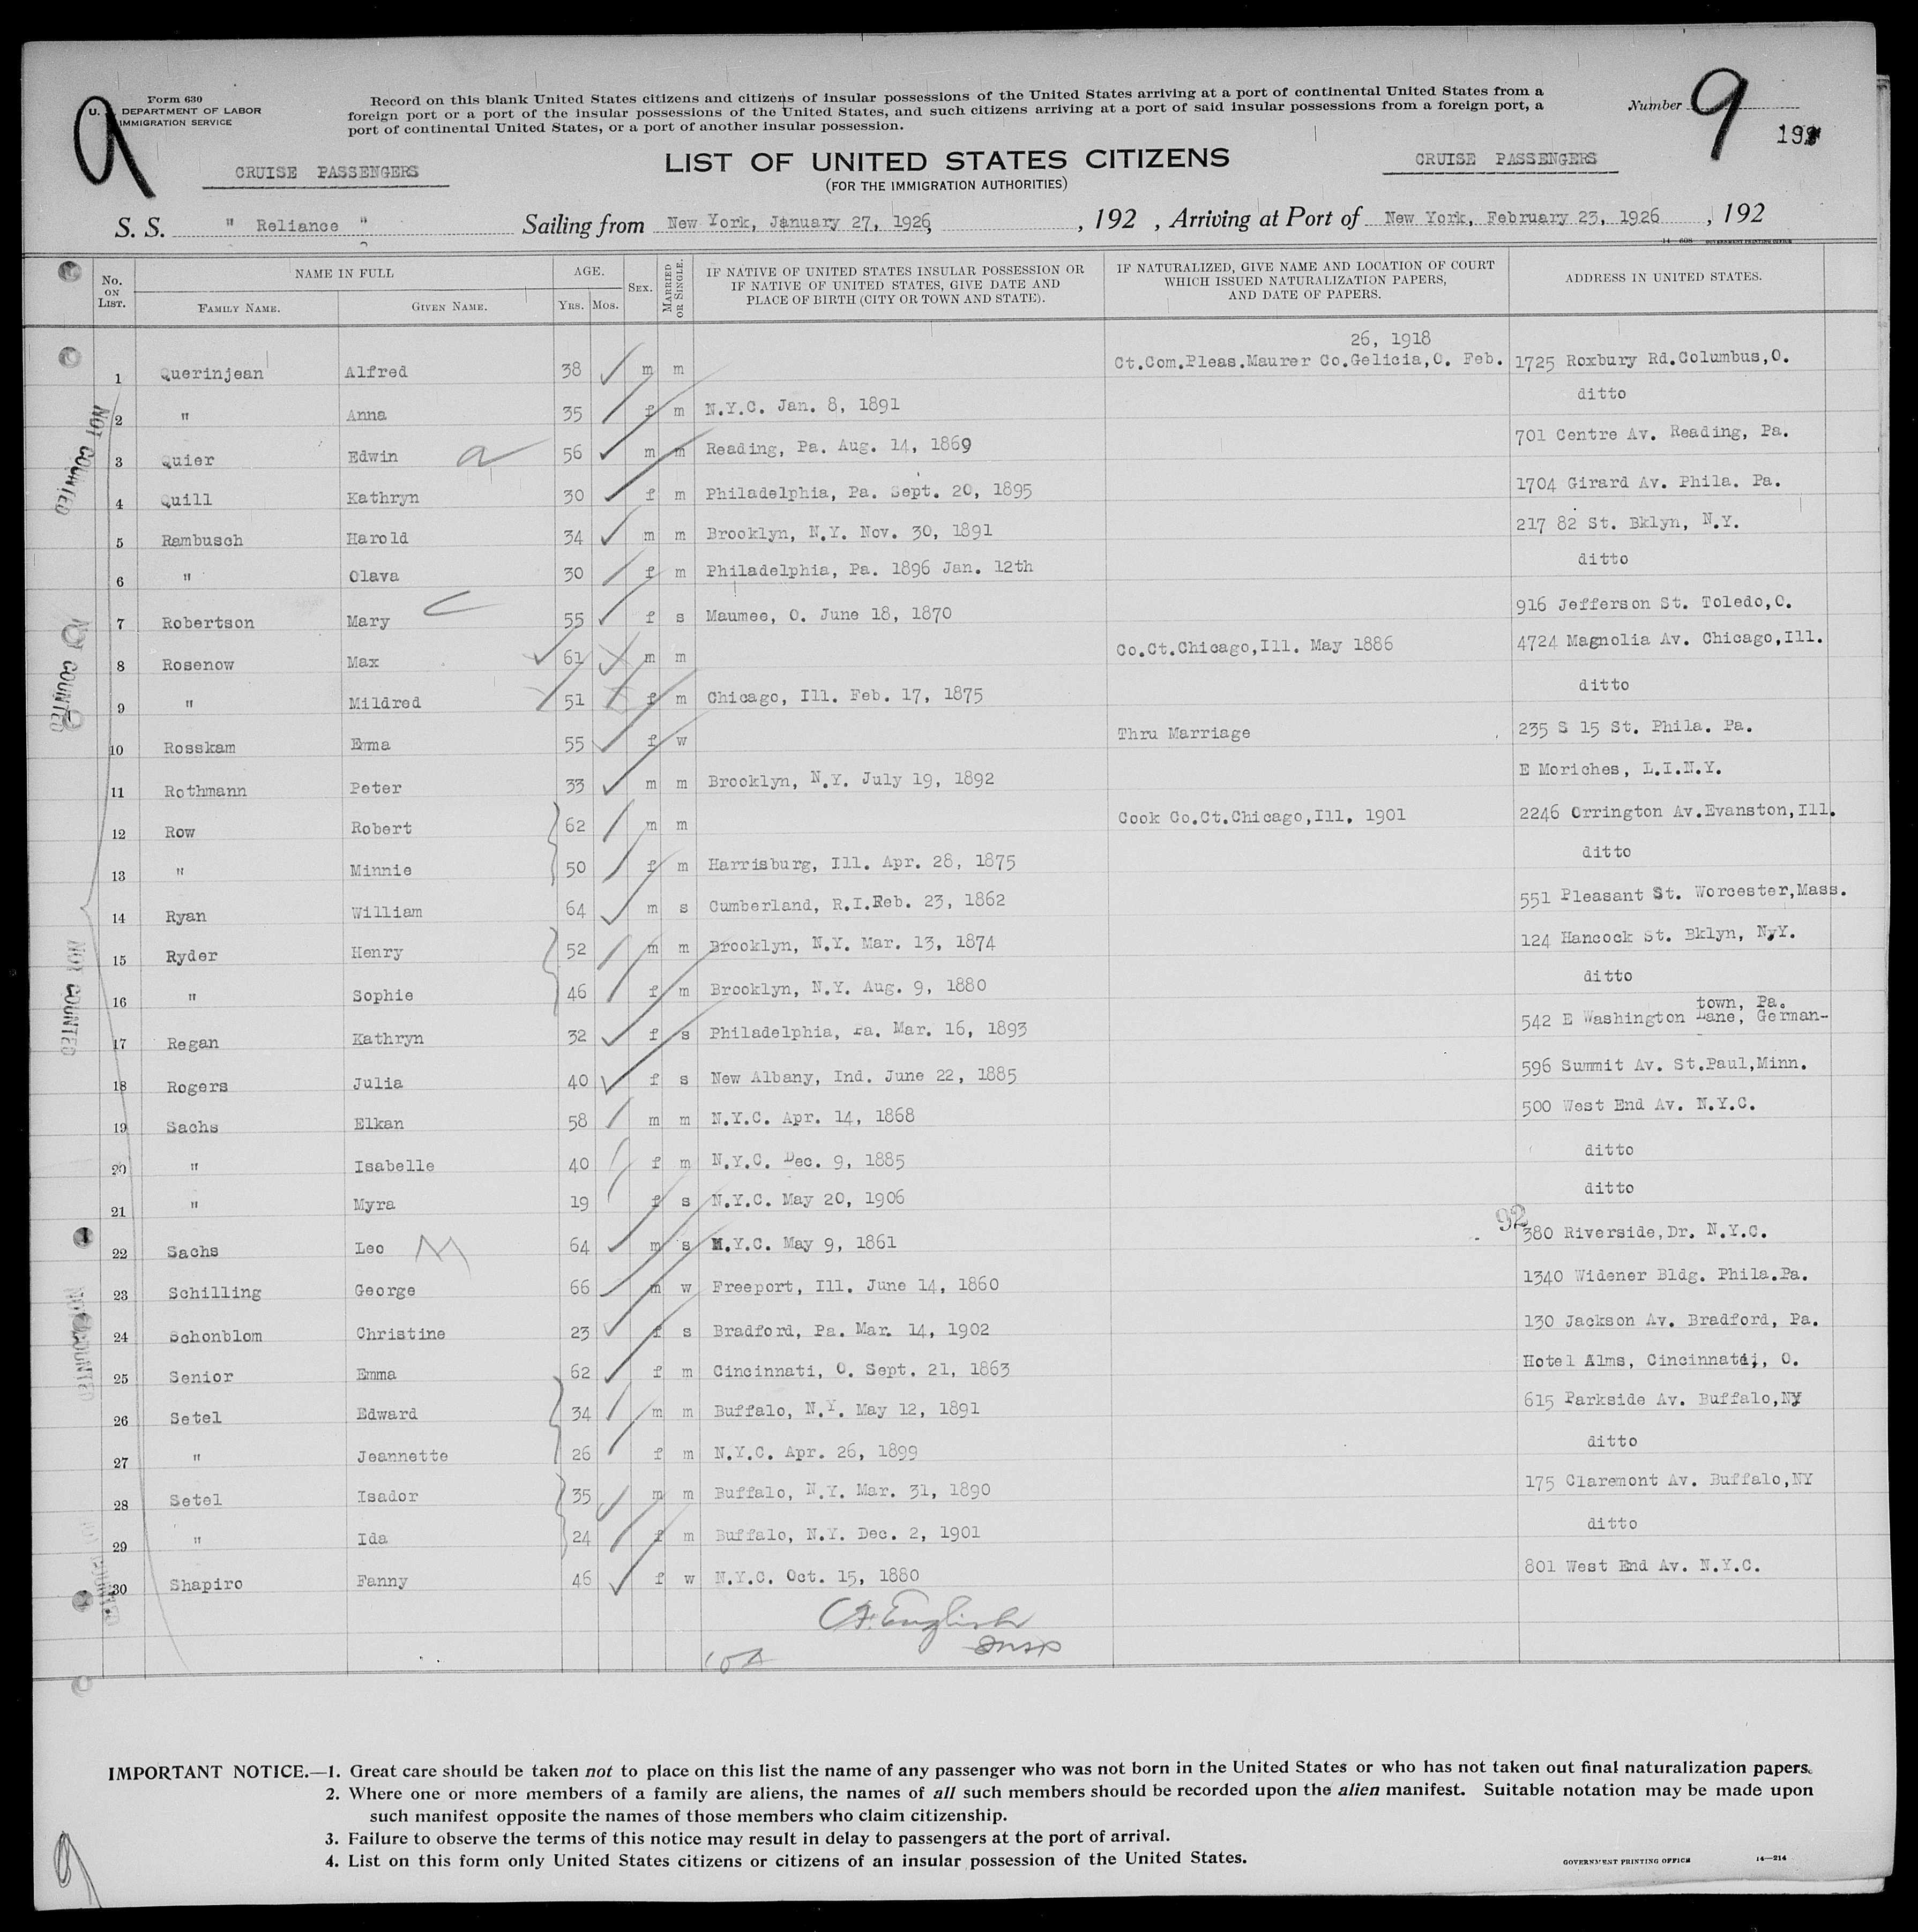 Form 630
U. S. DEPARTMENT OF LABOR
IMMIGRATION SERVICE
Record on this blank United States citizens and citizens of insular possessions of the United States arriving at a port of continental United States from a
foreign port or a port of the insular possessions of the United States, and such citizens arriving at a port of said insular possessions from a foreign port, a
port of continental United States, or a port of another insular possession.
Number 9
9
CRUISE PASSENGERS
LIST OF UNITED STATES CITIZENS
(FOR THE IMMIGRATION AUTHORITIES)
CRUISE PASSENGERS
S. S. " Reliance " Sailing from New York, January 27, 1926, , 192 , Arriving at Port of New York, February 23, 1926 , 192
14-608 GOVERNMENT PRINTING OFFICE
No. ON LIST. NAME IN FULL FAMILY NAME. GIVEN NAME. AGE. YRS. MOS. SEX. MARRIED OR SINGLE. IF NATIVE OF UNITED STATES INSULAR POSSESSION OR IF NATIVE OF UNITED STATES, GIVE DATE AND PLACE OF BIRTH (CITY OR TOWN AND STATE). IF NATURALIZED, GIVE NAME AND LOCATION OF COURT WHICH ISSUED NATURALIZATION PAPERS, AND DATE OF PAPERS. ADDRESS IN UNITED STATES.
26, 1918
1 Querinjean Alfred 38 m m Ct.Com.Pleas.Maurer Co.Gelicia,O. Feb. 1725 Roxbury Rd.Columbus,O.
2 " Anna 35 f m N.Y.C. Jan. 8, 1891 ditto
3 Quier Edwin 56 m m Reading, Pa. Aug. 14, 1869 701 Centre Av. Reading, Pa.
4 Quill Kathryn 30 f m Philadelphia, Pa. Sept. 20, 1895 1704 Girard Av. Phila. Pa.
5 Rambusch Harold 34 m m Brooklyn, N.Y. Nov. 30, 1891 217 82 St. Bklyn, N.Y.
6 " Olava 30 f m Philadelphia, Pa. 1896 Jan. 12th ditto
7 Robertson Mary 55 f s Maumee, O. June 18, 1870 916 Jefferson St. Toledo,O.
8 Rosenow Max 61 m m Co.Ct.Chicago,Ill. May 1886 4724 Magnolia Av. Chicago,Ill.
9 " Mildred 51 f m Chicago, Ill. Feb. 17, 1875 ditto
10 Rosskam Emma 55 f w Thru Marriage 235 S 15 St. Phila. Pa.
11 Rothmann Peter 33 m m Brooklyn, N.Y. July 19, 1892 E Moriches, L.I.N.Y.
12 Row Robert 62 m m Cook Co.Ct.Chicago,Ill. 1901 2246 Orrington Av.Evanston,Ill.
13 " Minnie 50 f m Harrisburg, Ill. Apr. 28, 1875 ditto
14 Ryan William 64 m s Cumberland, R.I.Feb. 23, 1862 551 Pleasant St. Worcester,Mass.
15 Ryder Henry 52 m m Brooklyn, N.Y. Mar. 13, 1874 124 Hancock St. Bklyn, NyY.
16 " Sophie 46 f m Brooklyn, N.Y. Aug. 9, 1880 ditto
town, Pa.
17 Regan Kathryn 32 f s Philadelphia, Pa. Mar. 16, 1893 542 E Washington Lane, German-
18 Rogers Julia 40 f s New Albany, Ind. June 22, 1885 596 Summit Av. St.Paul,Minn.
19 Sachs Elkan 58 m m N.Y.C. Apr. 14, 1868 500 West End Av. N.Y.C.
20 " Isabelle 40 f m N.Y.C. Dec. 9, 1885 ditto
21 " Myra 19 f s N.Y.C. May 20, 1906 ditto
92
22 Sachs Leo 64 m s N.Y.C. May 9, 1861 380 Riverside,Dr. N.Y.C.
23 Schilling George 66 m w Freeport, Ill. June 14, 1860 1340 Widener Bldg. Phila.Pa.
24 Schonblom Christine 23 f s Bradford, Pa. Mar. 14, 1902 130 Jackson Av. Bradford, Pa.
25 Senior Emma 62 f m Cincinnati, O. Sept. 21, 1863 Hotel Alms, Cincinnati, O.
26 Setel Edward 34 m m Buffalo, N.Y. May 12, 1891 615 Parkside Av. Buffalo,NY
27 " Jeannette 26 f m N.Y.C. Apr. 26, 1899 ditto
28 Setel Isador 35 m m Buffalo, N.Y. Mar. 31, 1890 175 Claremont Av. Buffalo,NY
29 " Ida 24 f m Buffalo, N.Y. Dec. 2, 1901 ditto
30 Shapiro Fanny 46 f w N.Y.C. Oct. 15, 1880 801 West End Av. N.Y.C.
English
Insp
NOT COUNTED
NOT COUNTED
NOT COUNTED
NOT COUNTED
IMPORTANT NOTICE.—1. Great care should be taken not to place on this list the name of any passenger who was not born in the United States or who has not taken out final naturalization papers.
2. Where one or more members of a family are aliens, the names of all such members should be recorded upon the alien manifest. Suitable notation may be made upon
such manifest opposite the names of those members who claim citizenship.
3. Failure to observe the terms of this notice may result in delay to passengers at the port of arrival.
4. List on this form only United States citizens or citizens of an insular possession of the United States.
GOVERNMENT PRINTING OFFICE 14—214
9